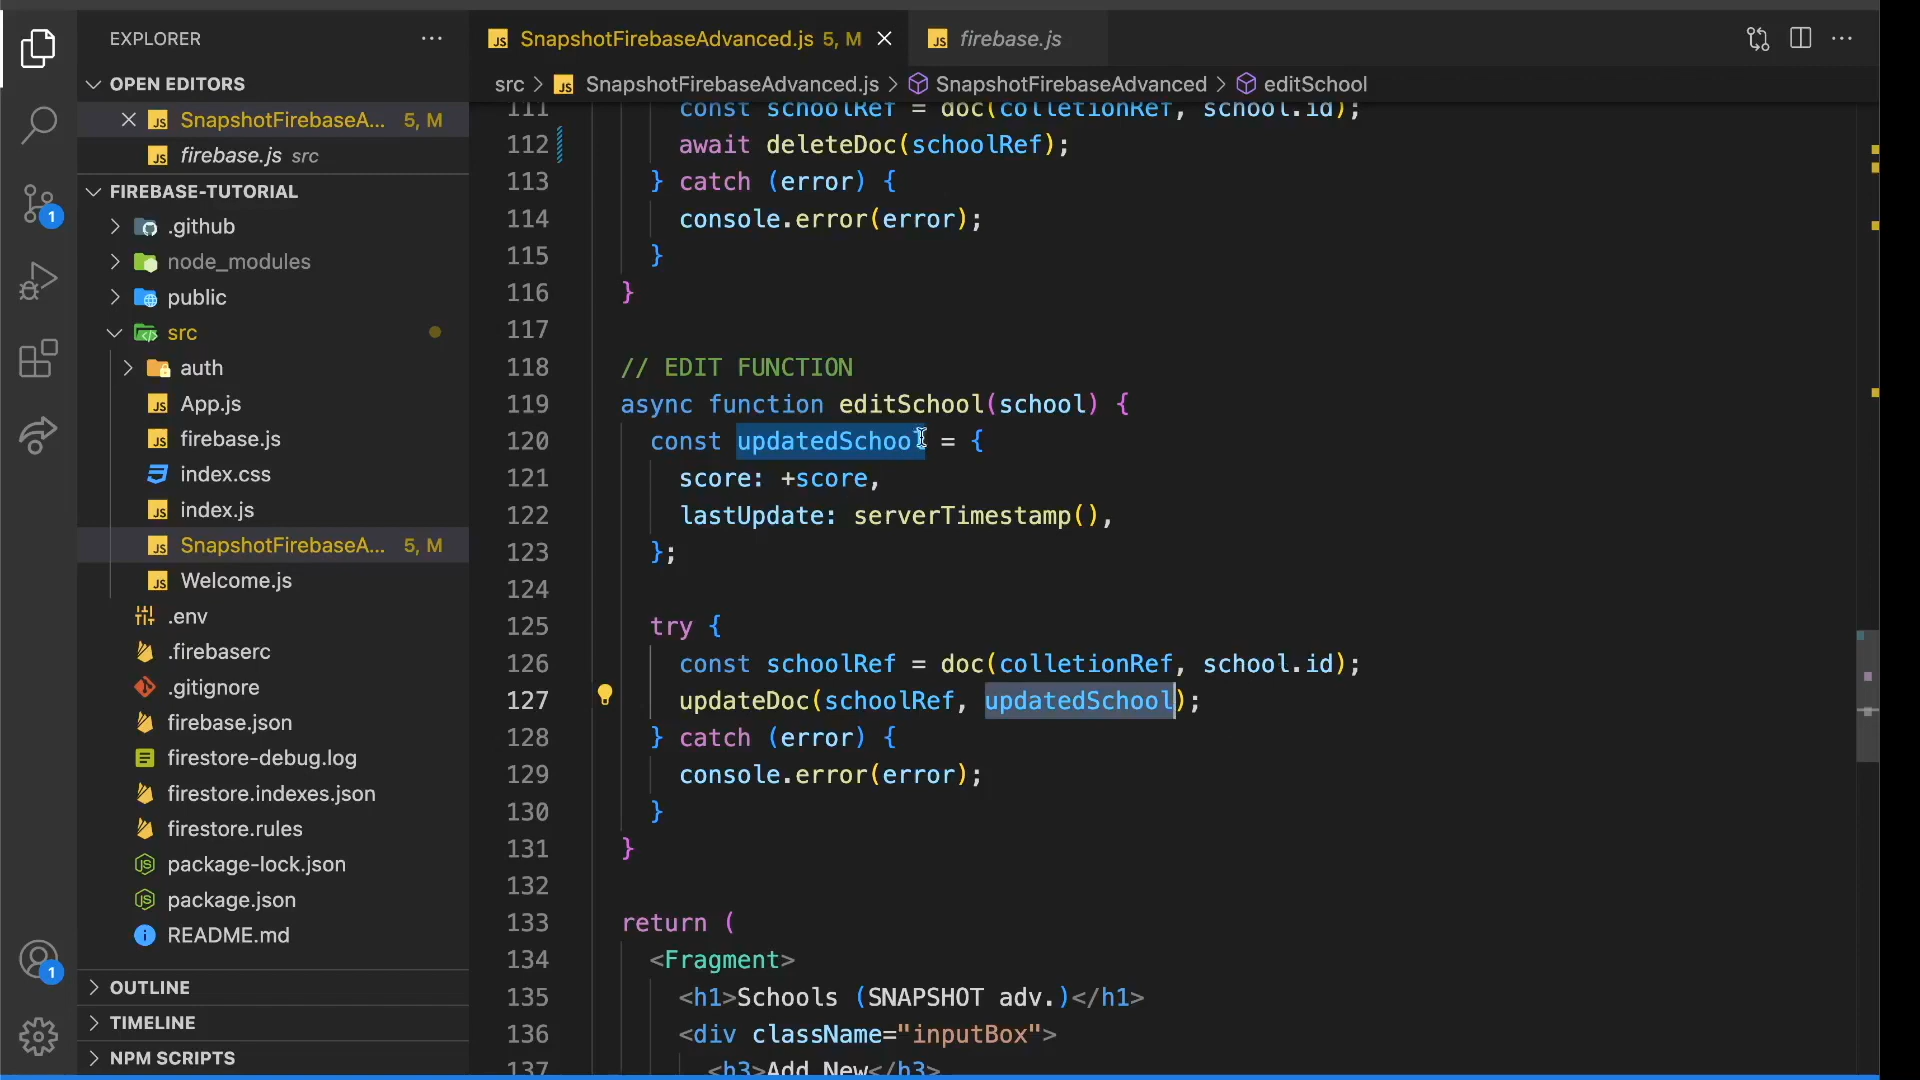 EXPLORER
OPEN EDITORS
SnapshotFirebaseA... 5, M
firebase.js src
FIREBASE-TUTORIAL
.github
node_modules
public
src
auth
App.js
firebase.js
index.css
index.js
SnapshotFirebaseA... 5, M
Welcome.js
.env
.firebaserc
.gitignore
firebase.json
firestore-debug.log
firestore.indexes.json
firestore.rules
package-lock.json
package.json
README.md
OUTLINE
TIMELINE
NPM SCRIPTS
1
1
SnapshotFirebaseAdvanced.js 5, M
firebase.js
src > SnapshotFirebaseAdvanced.js > SnapshotFirebaseAdvanced > editSchool
111 const schoolRef = doc(colletionRef, school.id);
112 await deleteDoc(schoolRef);
113 } catch (error) {
114 console.error(error);
115 }
116 }
117
118 // EDIT FUNCTION
119 async function editSchool(school) {
120 const updatedSchool = {
121 score: +score,
122 lastUpdate: serverTimestamp(),
123 };
124
125 try {
126 const schoolRef = doc(colletionRef, school.id);
127 updateDoc(schoolRef, updatedSchool);
128 } catch (error) {
129 console.error(error);
130 }
131 }
132
133 return (
134 <Fragment>
135 <h1>Schools (SNAPSHOT adv.)</h1>
136 <div className="inputBox">
137 <h3>Add New</h3>